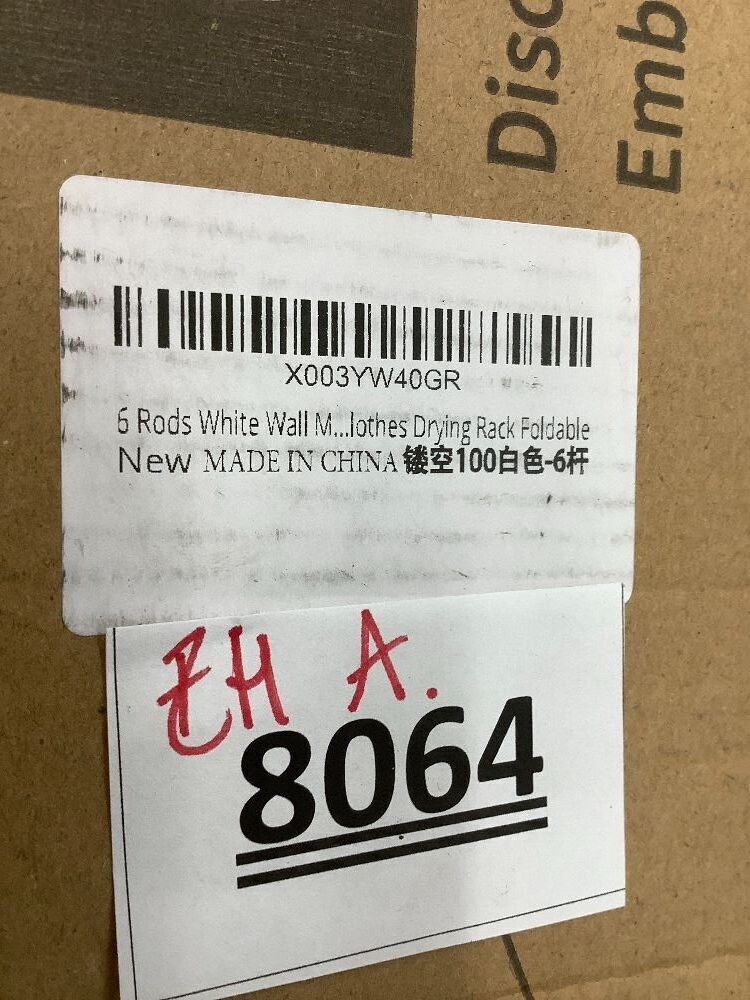 Disc
Emb
X003YW40GR
6 Rods White Wall M...lothes Drying Rack Foldable
New MADE IN CHINA 镂空100白色-6杆
EH A.
8064